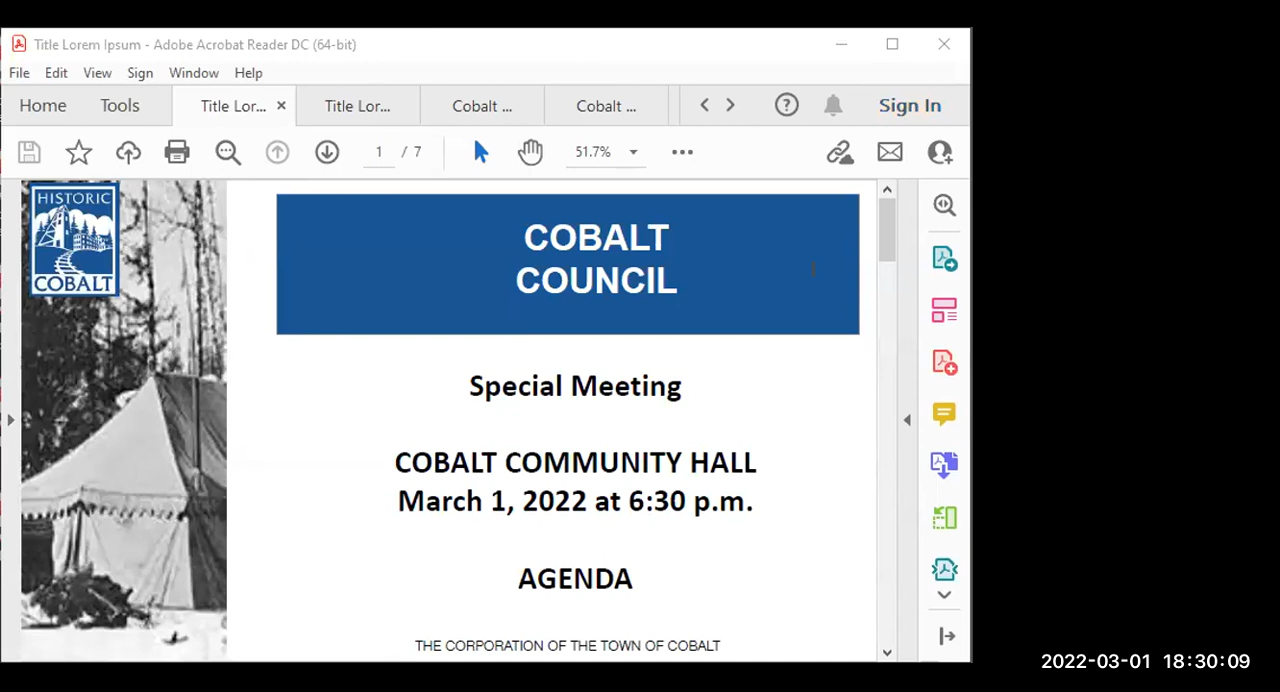 Title Lorem Ipsum - Adobe Acrobat Reader DC (64-bit)
File Edit View Sign Window Help
Home Tools Title Lor... Title Lor... Cobalt ... Cobalt ... Sign In
1 / 7 51.7%
HISTORIC
COBALT
COBALT
COUNCIL
Special Meeting
COBALT COMMUNITY HALL
March 1, 2022 at 6:30 p.m.
AGENDA
THE CORPORATION OF THE TOWN OF COBALT
2022-03-01 18:30:09